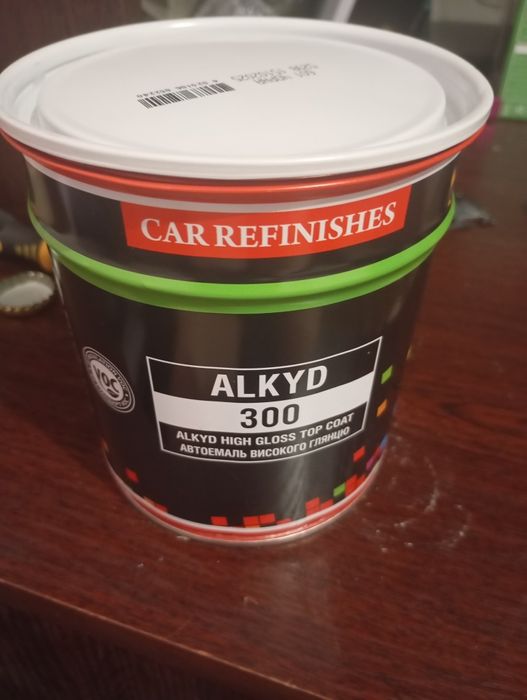 CAR REFINISHES
VOC
ALKYD
300
ALKYD HIGH GLOSS TOP COAT
АВТОЕМАЛЬ ВИСОКОГО ГЛЯНЦЮ